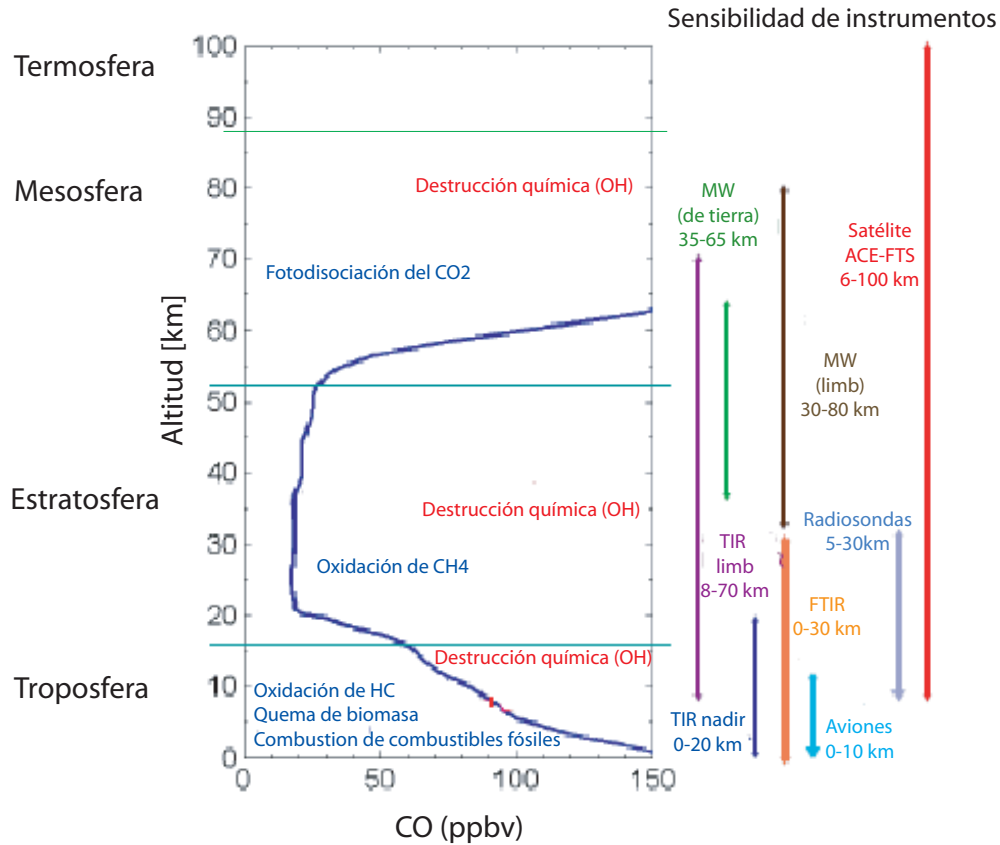 Sensibilidad de instrumentos
Termosfera
Mesosfera
Estratosfera
Troposfera
Altitud [km]
100
90
80
70
60
50
40
30
20
10
0
Destrucción química (OH)
Fotodisociación del CO2
Destrucción química (OH)
Oxidación de CH4
Destrucción química (OH)
Oxidación de HC
Quema de biomasa
Combustion de combustibles fósiles
0
50
100
150
CO (ppbv)
MW
(de tierra)
35-65 km
Satélite
ACE-FTS
6-100 km
MW
(limb)
30-80 km
Radiosondas
5-30km
TIR
limb
8-70 km
FTIR
0-30 km
TIR nadir
0-20 km
Aviones
0-10 km